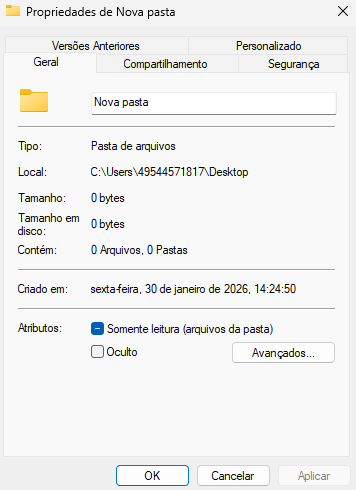 Propriedades de Nova pasta
Versões Anteriores
Personalizado
Geral
Compartilhamento
Segurança
Nova pasta
Tipo:
Pasta de arquivos
Local:
C:\Users\49544571817\Desktop
Tamanho:
0 bytes
Tamanho em
disco:
0 bytes
Contém:
0 Arquivos, 0 Pastas
Criado em:
sexta-feira, 30 de janeiro de 2026, 14:24:50
Atributos:
Somente leitura (arquivos da pasta)
Oculto
Avançados...
OK
Cancelar
Aplicar